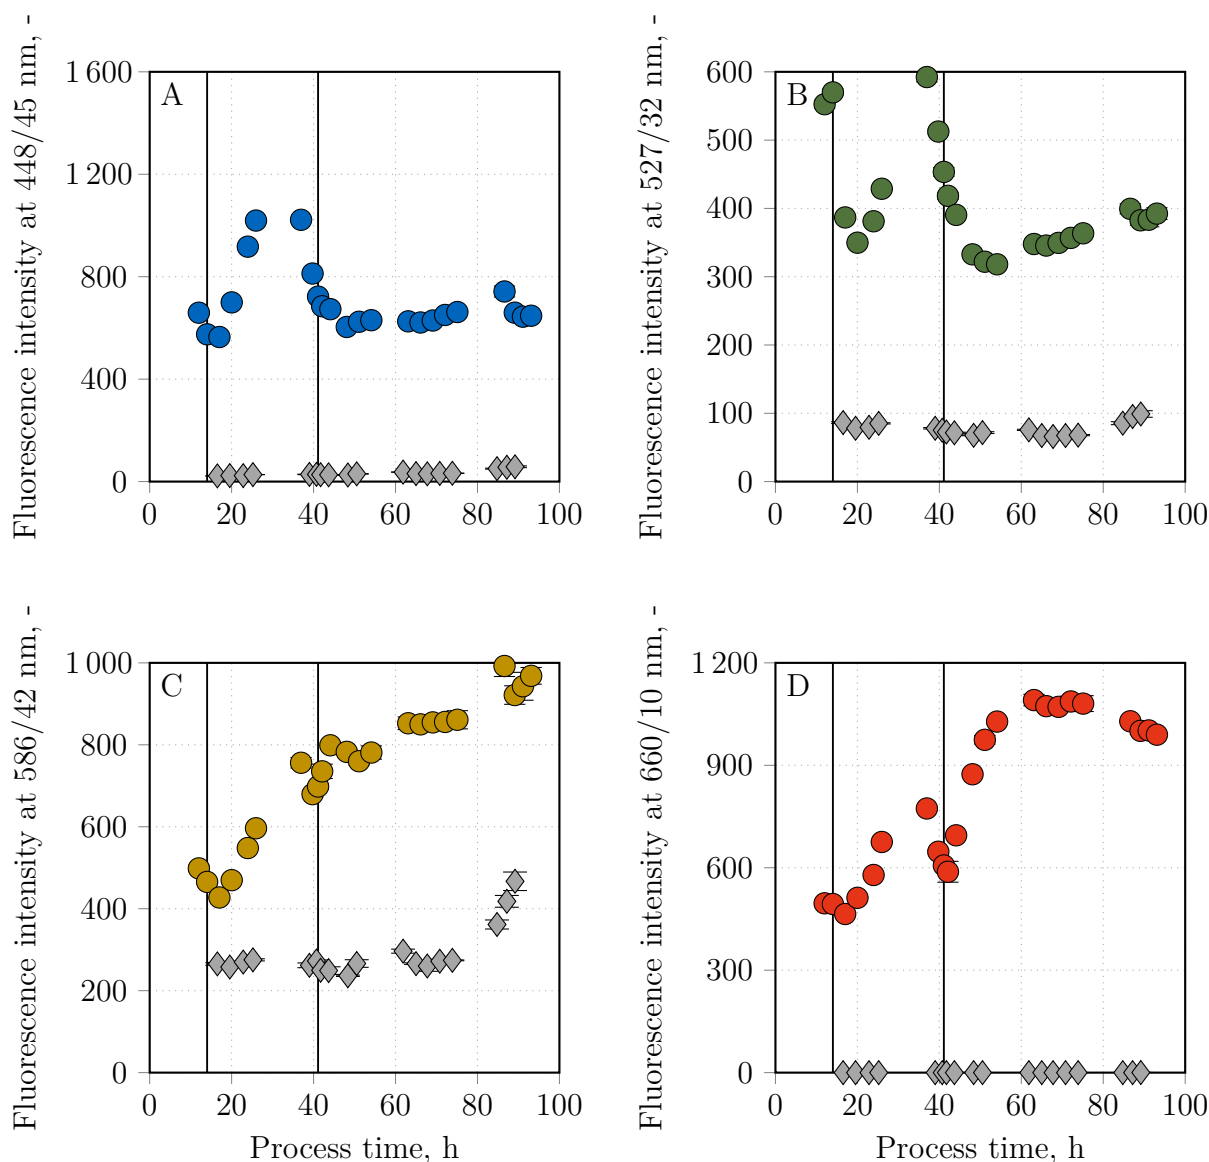 Fluorescence intensity at 448/45 nm, -
1 600
1 200
800
400
0
A
0 20 40 60 80 100
Fluorescence intensity at 527/32 nm, -
600
500
400
300
200
100
0
B
0 20 40 60 80 100
Fluorescence intensity at 586/42 nm, -
1 000
800
600
400
200
0
C
0 20 40 60 80 100
Process time, h
Fluorescence intensity at 660/10 nm, -
1 200
900
600
300
0
D
0 20 40 60 80 100
Process time, h